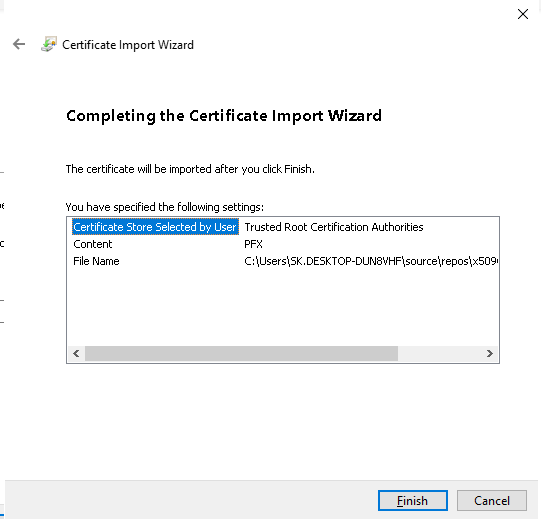 Certificate Import Wizard
Completing the Certificate Import Wizard
The certificate will be imported after you click Finish.
You have specified the following settings:
Certificate Store Selected by User Trusted Root Certification Authorities
Content PFX
File Name C:\Users\SK.DESKTOP-DUN8VHF\source\repos\x509
Finish Cancel